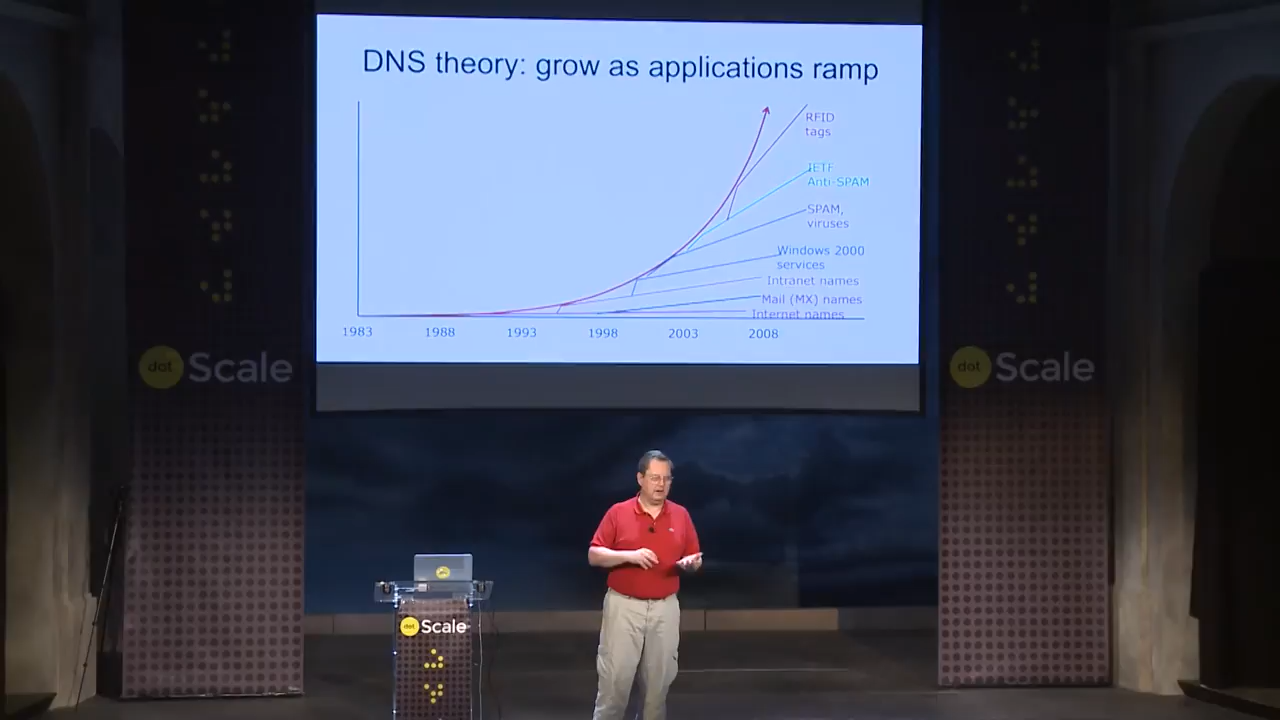 DNS theory: grow as applications ramp
RFID
tags
IETF
Anti-SPAM
SPAM,
viruses
Windows 2000
services
Intranet names
Mail (MX) names
Internet names
1983 1988 1993 1998 2003 2008
dot Scale
dot Scale
dot Scale